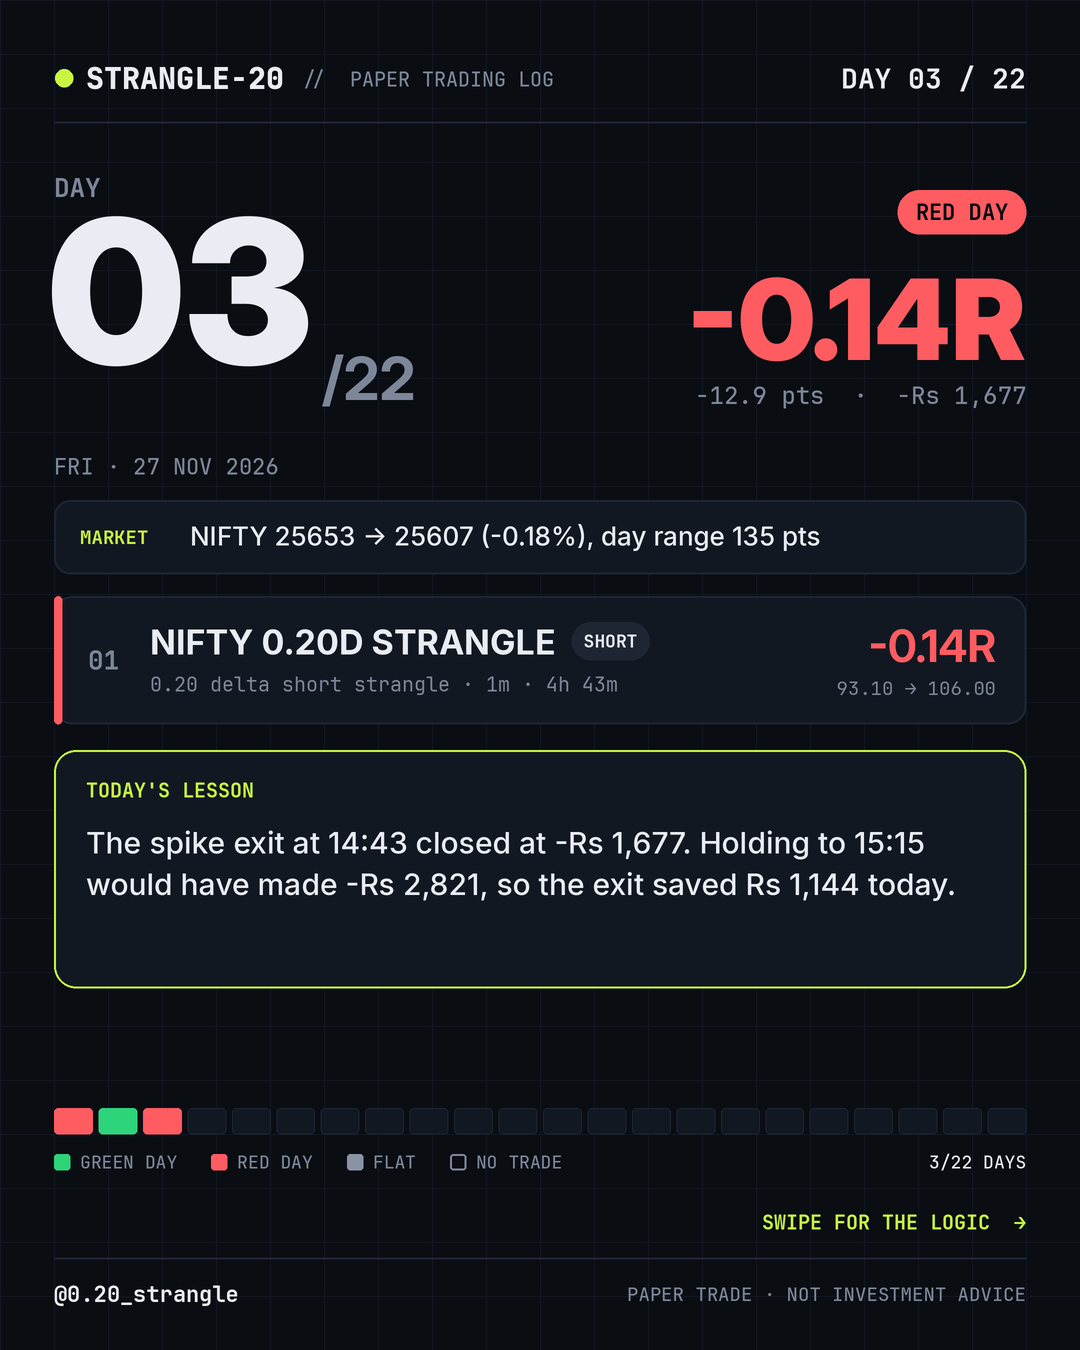 STRANGLE-20 // PAPER TRADING LOG
DAY 03 / 22
DAY
03 /22
RED DAY
-0.14R
-12.9 pts · -Rs 1,677
FRI · 27 NOV 2026
MARKET NIFTY 25653 → 25607 (-0.18%), day range 135 pts
01 NIFTY 0.20D STRANGLE SHORT -0.14R
0.20 delta short strangle · 1m · 4h 43m 93.10 → 106.00
TODAY'S LESSON
The spike exit at 14:43 closed at -Rs 1,677. Holding to 15:15
would have made -Rs 2,821, so the exit saved Rs 1,144 today.
GREEN DAY RED DAY FLAT NO TRADE 3/22 DAYS
SWIPE FOR THE LOGIC →
@0.20_strangle PAPER TRADE · NOT INVESTMENT ADVICE